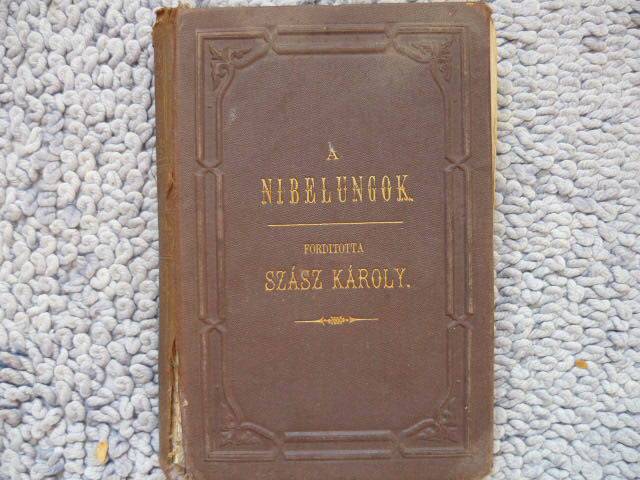 A
NIBELUNGOK.
FORDITOTTA
SZÁSZ KÁROLY.